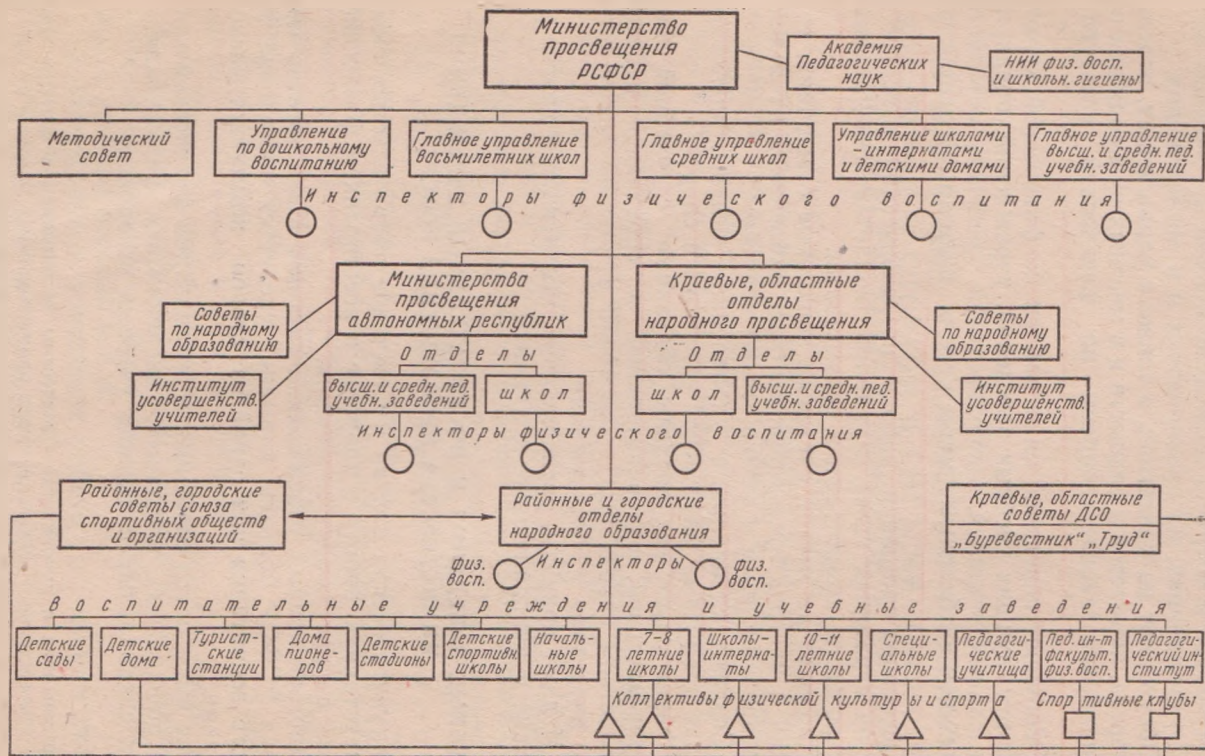 Министерство
просвещения
РСФСР
Академия
Педагогических
наук
НИИ физ. восп.
и школьн. гигиены
Методический
совет
Управление
по дошкольному
воспитанию
Главное управление
восьмилетних школ
Главное управление
средних школ
Управление школами
-интернатами
и детскими домами
Главное управление
высш. и средн. пед.
учебн. заведений
Инспекторы физического воспитания
Министерства
просвещения
автономных республик
Краевые, областные
отделы
народного просвещения
Советы
по народному
образованию
Советы
по народному
образованию
Институт
усовершенств.
учителей
Отделы
высш. и средн. пед.
учебн. заведений
школ
Отделы
школ
высш. и средн. пед.
учебн. заведений
Институт
усовершенств.
учителей
Инспекторы физического воспитания
Районные, городские
советы союза
спортивных обществ
и организаций
Районные и городские
отделы
народного образования
Краевые, областные
советы ДСО
„Буревестник“ „Труд“
физ.
восп.
Инспекторы
физ.
восп.
Воспитательные учреждения и учебные заведения
Детские
сады
Детские
дома
Турист-
ские
станции
Дома
пионе-
ров
Детские
стадионы
Детские
спортивн.
школы
Началь-
ные
школы
7-8
летние
школы
Школы-
интерна-
ты
10-11
летние
школы
Специ-
альные
школы
Педагоги-
ческие
училища
Пед. ин-т
факульт.
физ. восп.
Педагоги-
ческий ин-
ститут
Коллективы физической культуры и спорта
Спортивные клубы